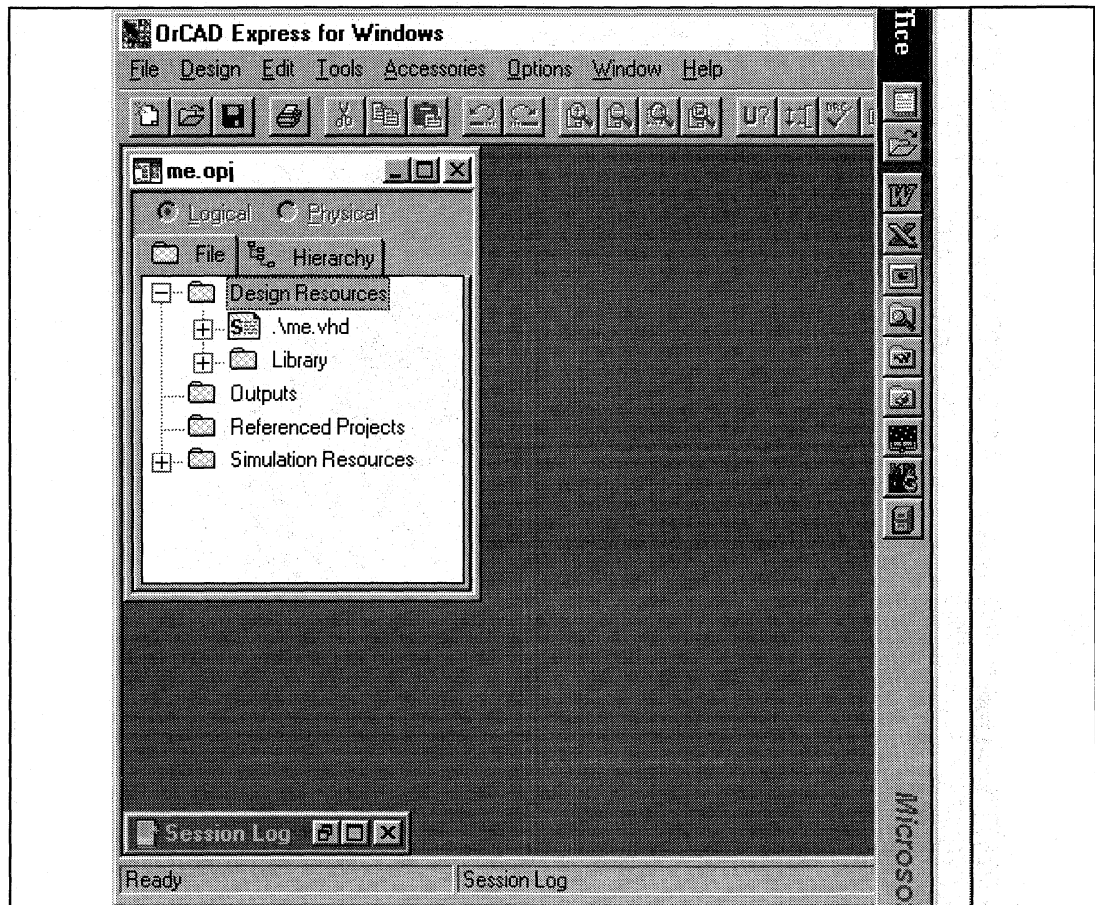 OrCAD Express for Windows
File Design Edit Tools Accessories Options Window Help
U?
me.opj
Logical Physical
File Hierarchy
Design Resources
.\me.vhd
Library
Outputs
Referenced Projects
Simulation Resources
Session Log
Ready Session Log
ffice
Microso